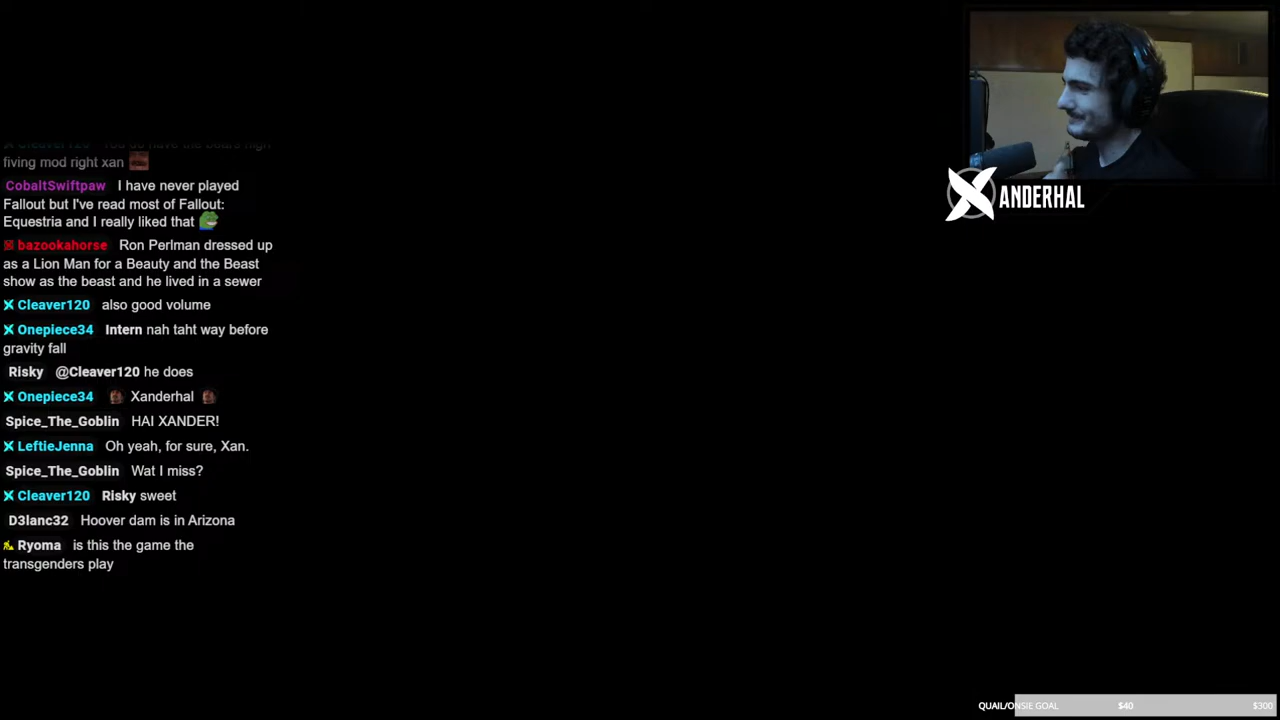 fiving mod right xan
CobaltSwiftpaw I have never played
Fallout but I've read most of Fallout:
Equestria and I really liked that
bazookahorse Ron Perlman dressed up
as a Lion Man for a Beauty and the Beast
show as the beast and he lived in a sewer
Cleaver120 also good volume
Onepiece34 Intern nah taht way before
gravity fall
Risky @Cleaver120 he does
Onepiece34 Xanderhal
Spice_The_Goblin HAI XANDER!
LeftieJenna Oh yeah, for sure, Xan.
Spice_The_Goblin Wat I miss?
Cleaver120 Risky sweet
D3lanc32 Hoover dam is in Arizona
Ryoma is this the game the
transgenders play
XANDERHAL
QUAIL/ONSIE GOAL $40 $300